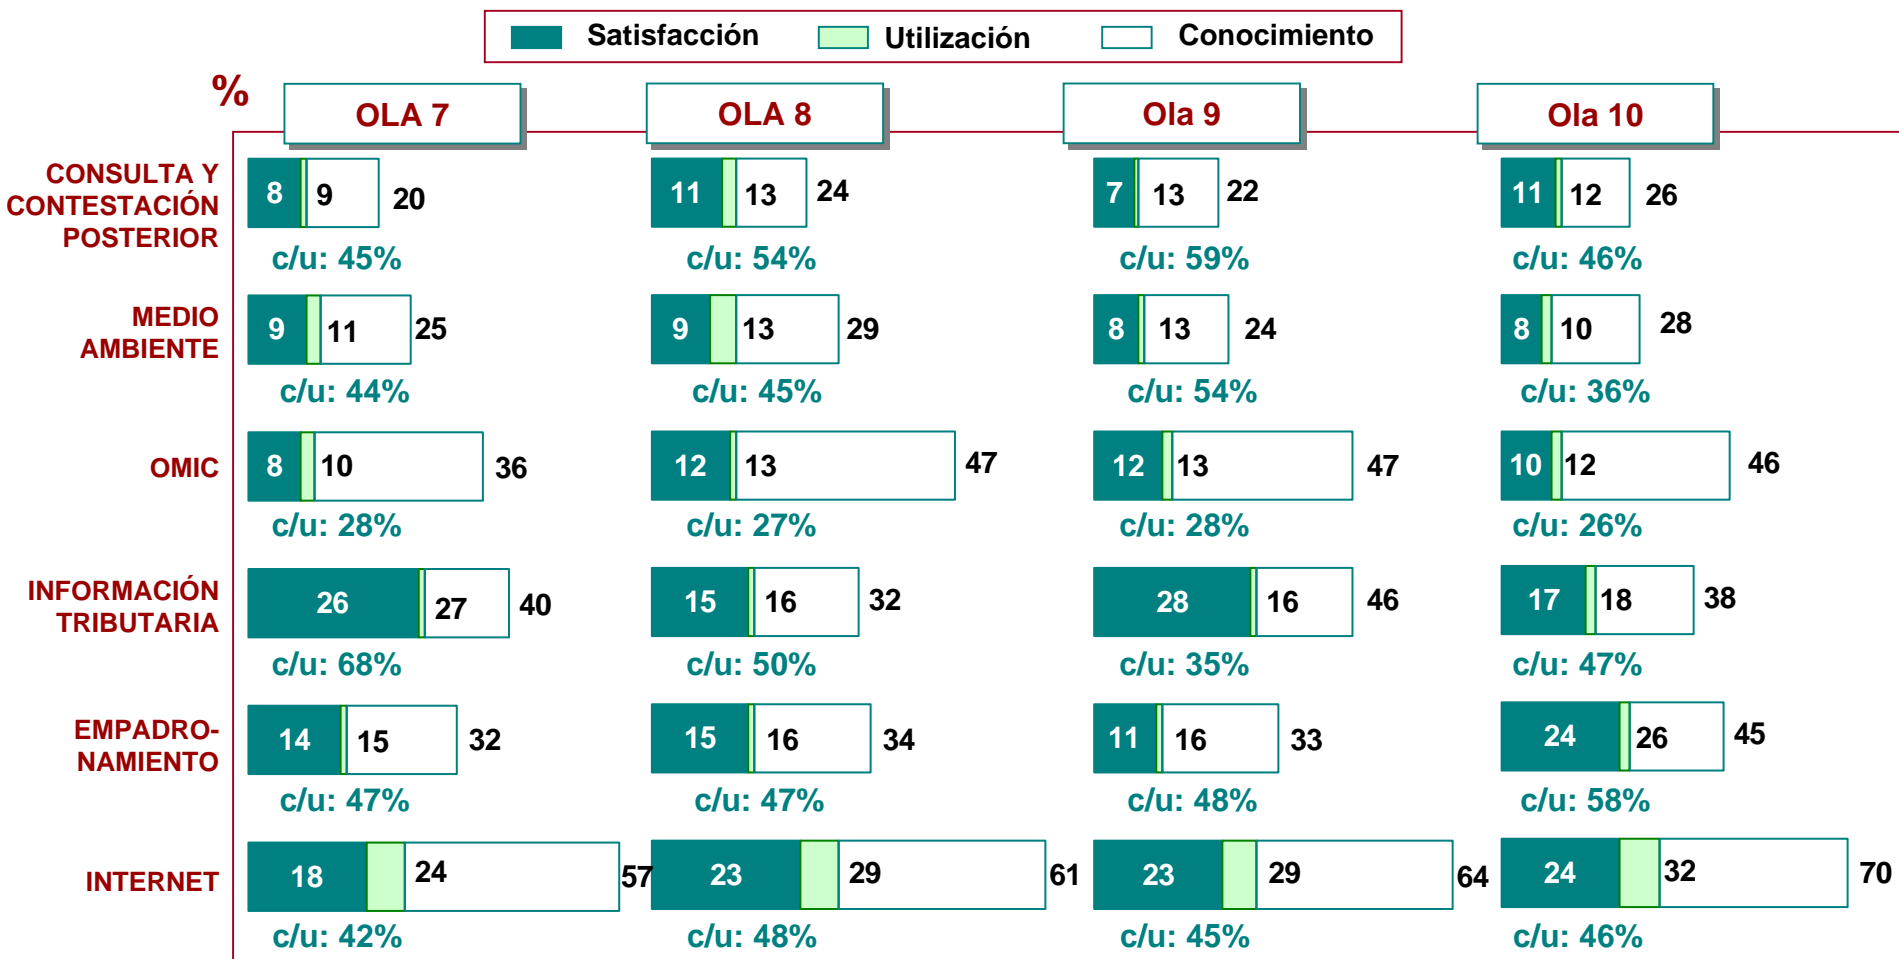 Satisfacción Utilización Conocimiento
%
OLA 7 OLA 8 Ola 9 Ola 10
CONSULTA Y
CONTESTACIÓN
POSTERIOR
8 9 20 11 13 24 7 13 22 11 12 26
c/u: 45% c/u: 54% c/u: 59% c/u: 46%
MEDIO
AMBIENTE
9 11 25 9 13 29 8 13 24 8 10 28
c/u: 44% c/u: 45% c/u: 54% c/u: 36%
OMIC
8 10 36 12 13 47 12 13 47 10 12 46
c/u: 28% c/u: 27% c/u: 28% c/u: 26%
INFORMACIÓN
TRIBUTARIA
26 27 40 15 16 32 28 16 46 17 18 38
c/u: 68% c/u: 50% c/u: 35% c/u: 47%
EMPADRO-
NAMIENTO
14 15 32 15 16 34 11 16 33 24 26 45
c/u: 47% c/u: 47% c/u: 48% c/u: 58%
INTERNET
18 24 57 23 29 61 23 29 64 24 32 70
c/u: 42% c/u: 48% c/u: 45% c/u: 46%